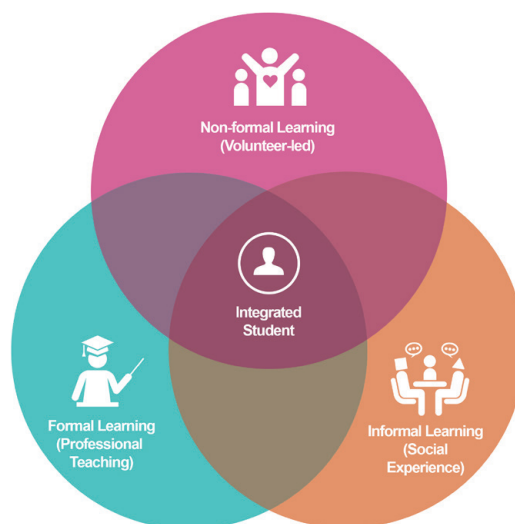 Non-formal Learning
(Volunteer-led)
Integrated
Student
Formal Learning
(Professional
Teaching)
Informal Learning
(Social
Experience)